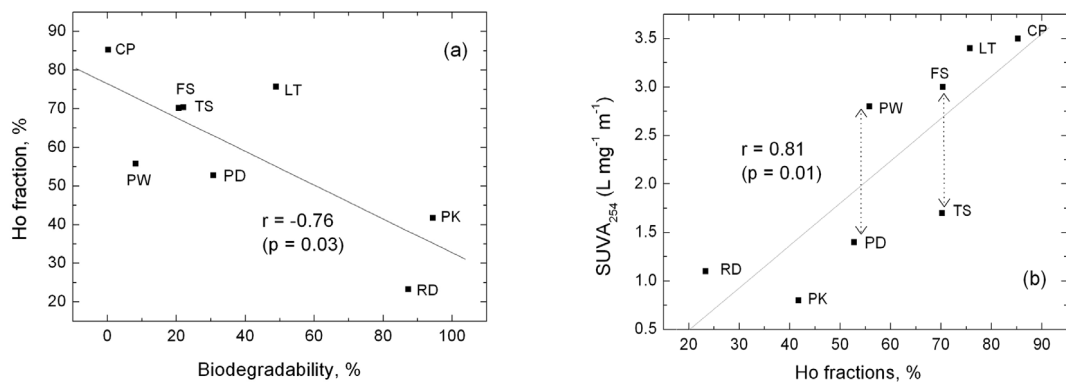 90
80
70
60
50
40
30
20
Ho fraction, %
(a)
CP
FS
TS
LT
PW
PD
PK
RD
r = -0.76
(p = 0.03)
0 20 40 60 80 100
Biodegradability, %
3.5
3.0
2.5
2.0
1.5
1.0
0.5
SUVA254 (L mg-1 m-1)
CP
LT
FS
PW
r = 0.81
(p = 0.01)
TS
PD
RD
PK
(b)
20 30 40 50 60 70 80 90
Ho fractions, %